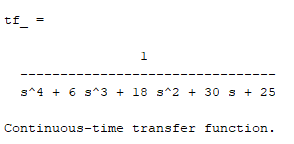 tf_ =
1
---------------------------------
s^4 + 6 s^3 + 18 s^2 + 30 s + 25
Continuous-time transfer function.